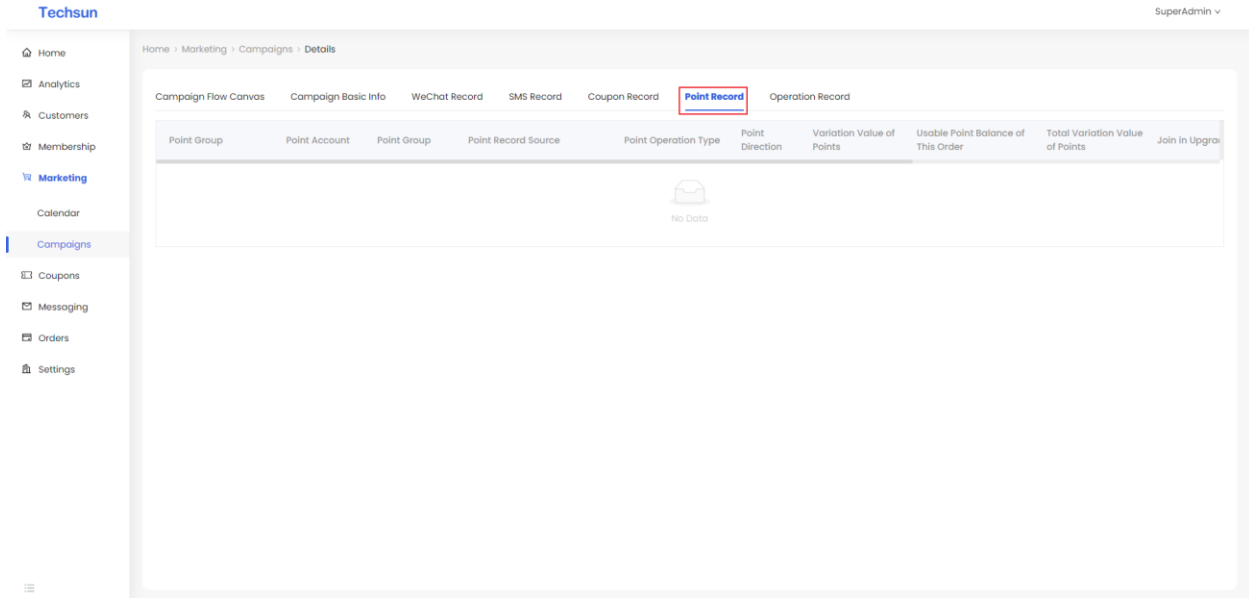 Techsun
SuperAdmin
Home
Analytics
Customers
Membership
Marketing
Calendar
Campaigns
Coupons
Messaging
Orders
Settings
Home > Marketing > Campaigns > Details
Campaign Flow Canvas Campaign Basic Info WeChat Record SMS Record Coupon Record Point Record Operation Record
Point Group Point Account Point Group Point Record Source Point Operation Type Point Direction Variation Value of Points Usable Point Balance of This Order Total Variation Value of Points Join in Upgra
No Data